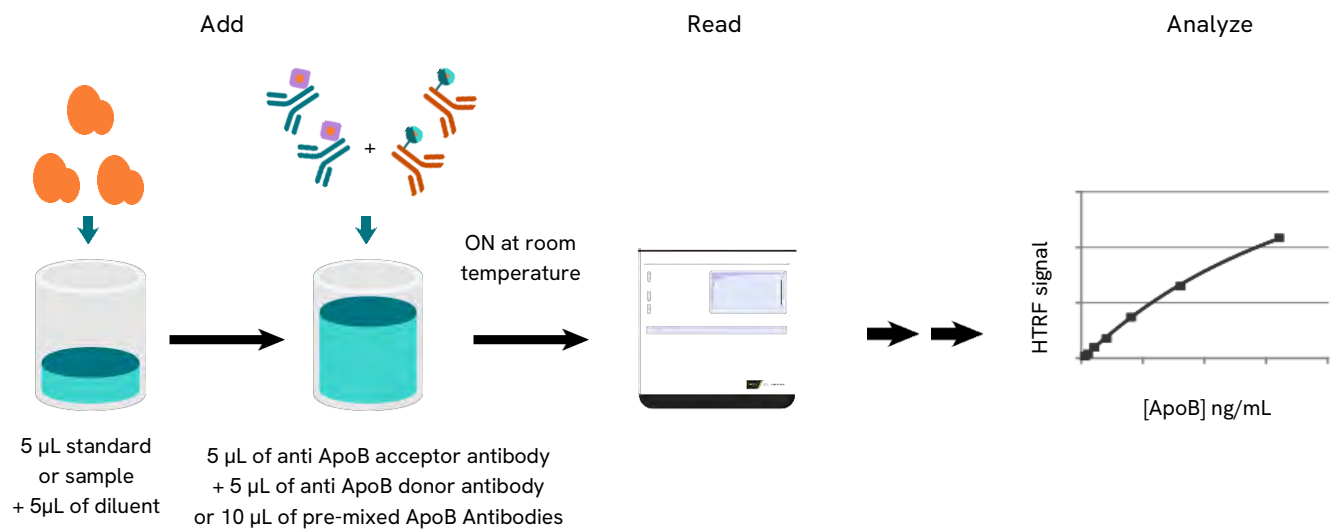 Add
Read
Analyze
+
ON at room
temperature
HTRF signal
[ApoB] ng/mL
5 µL standard
or sample
+ 5µL of diluent
5 µL of anti ApoB acceptor antibody
+ 5 µL of anti ApoB donor antibody
or 10 µL of pre-mixed ApoB Antibodies